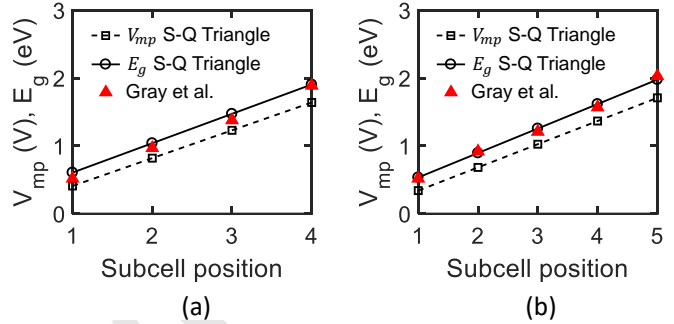 V_mp (V), E_g (eV)
3
2
1
0
V_mp S-Q Triangle
E_g S-Q Triangle
Gray et al.
1 2 3 4
Subcell position
(a)
V_mp (V), E_g (eV)
3
2
1
0
V_mp S-Q Triangle
E_g S-Q Triangle
Gray et al.
1 2 3 4 5
Subcell position
(b)